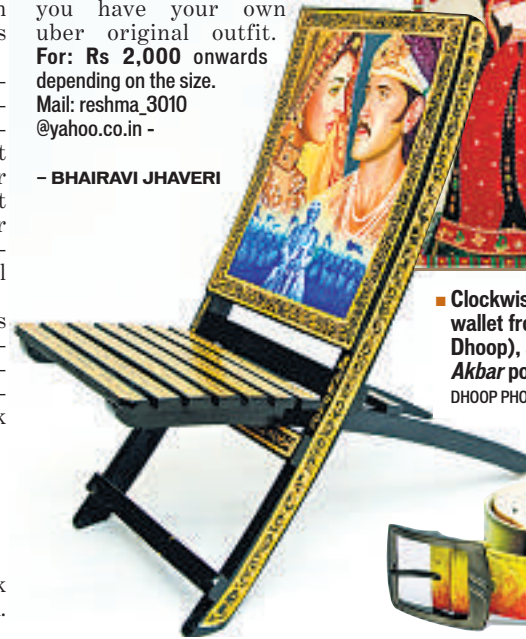 you have your own
uber original outfit.
For: Rs 2,000 onwards
depending on the size.
Mail: reshma_3010
@yahoo.co.in -
– BHAIRAVI JHAVERI
■ Clockwis
wallet fro
Dhoop),
Akbar po
DHOOP PHO